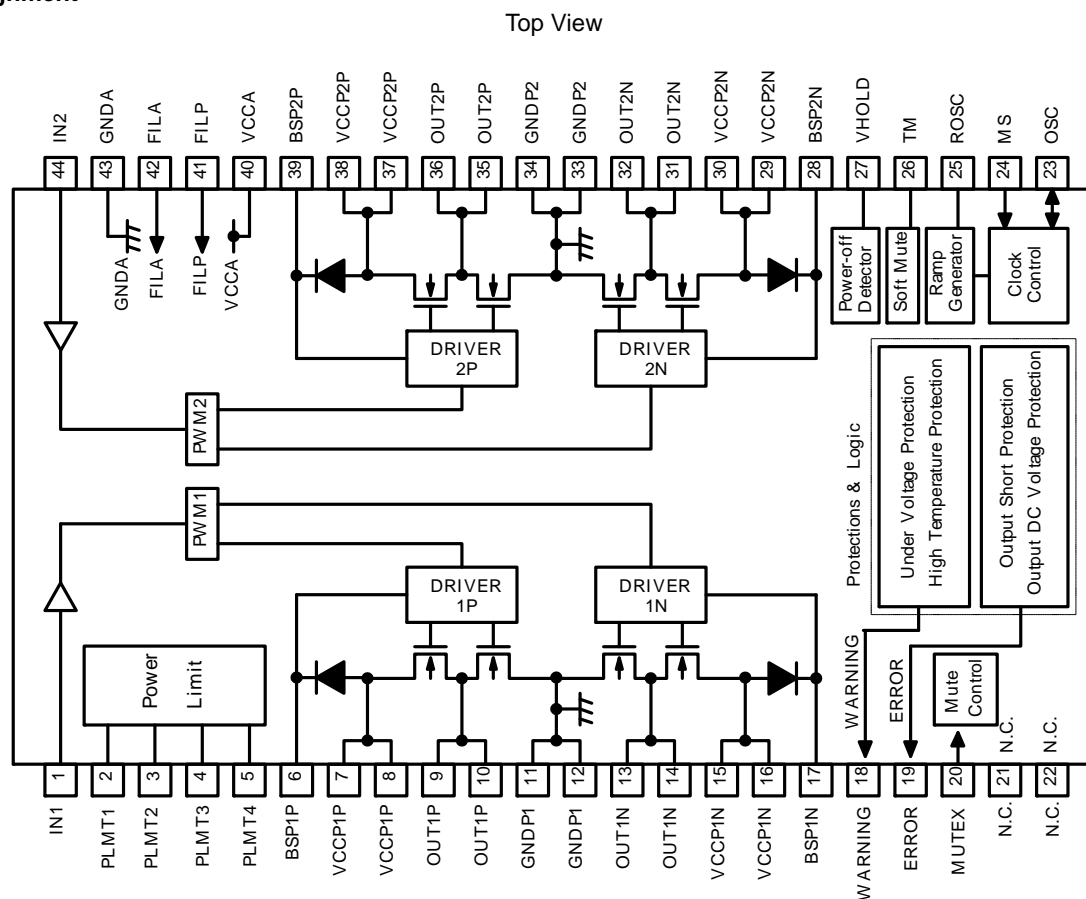 gnment
Top View
IN2
GNDA
FILA
FILP
VCCA
BSP2P
VCCP2P
VCCP2P
OUT2P
OUT2P
GNDP2
GNDP2
OUT2N
OUT2N
VCCP2N
VCCP2N
BSP2N
VHOLD
TM
ROSC
MS
OSC
44
43
42
41
40
39
38
37
36
35
34
33
32
31
30
29
28
27
26
25
24
23
GNDA
FILA
FILP
VCCA
Power-off
Detector
Soft Mute
Ramp
Generator
Clock
Control
DRIVER
2P
DRIVER
2N
PWM2
PWM1
DRIVER
1P
DRIVER
1N
Protections & Logic
Under Voltage Protection
High Temperature Protection
Output Short Protection
Output DC Voltage Protection
Power
Limit
WARNING
ERROR
Mute
Control
N.C.
N.C.
1
2
3
4
5
6
7
8
9
10
11
12
13
14
15
16
17
18
19
20
21
22
IN1
PLMT1
PLMT2
PLMT3
PLMT4
BSP1P
VCCP1P
VCCP1P
OUT1P
OUT1P
GNDP1
GNDP1
OUT1N
OUT1N
VCCP1N
VCCP1N
BSP1N
WARNING
ERROR
MUTEX
N.C.
N.C.